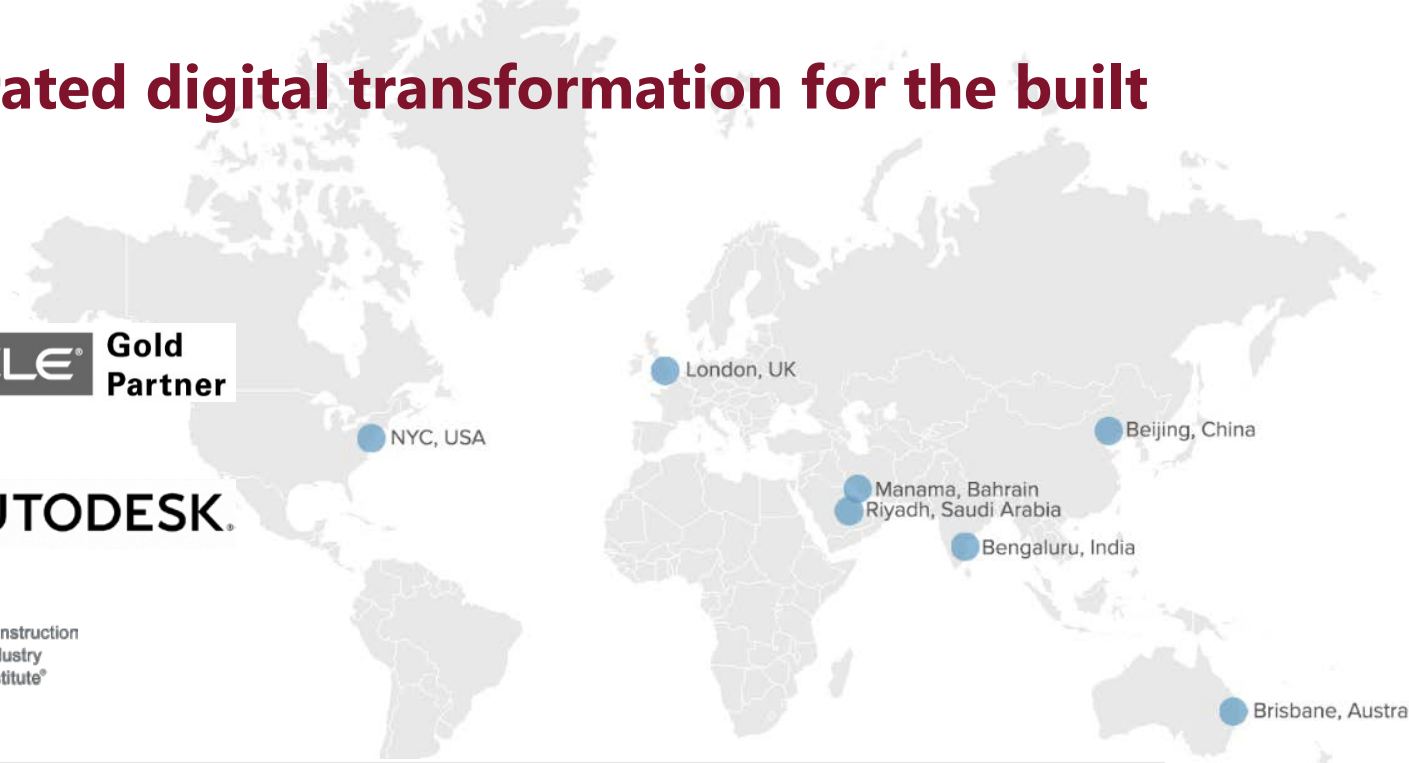 ated digital transformation for the built
LE®
Gold
Partner
UTODESK.
nstruction
lustry
titute®
London, UK
NYC, USA
Beijing, China
Manama, Bahrain
Riyadh, Saudi Arabia
Bengaluru, India
Brisbane, Austra